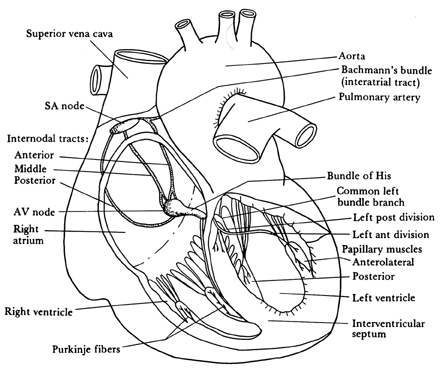 Superior vena cava
SA node
Internodal tracts:
Anterior
Middle
Posterior
AV node
Right
atrium
Right ventricle
Purkinje fibers
Aorta
Bachmann's bundle
(interatrial tract)
Pulmonary artery
Bundle of His
Common left
bundle branch
Left post division
Left ant division
Papillary muscles
Anterolateral
Posterior
Left ventricle
Interventricular
septum